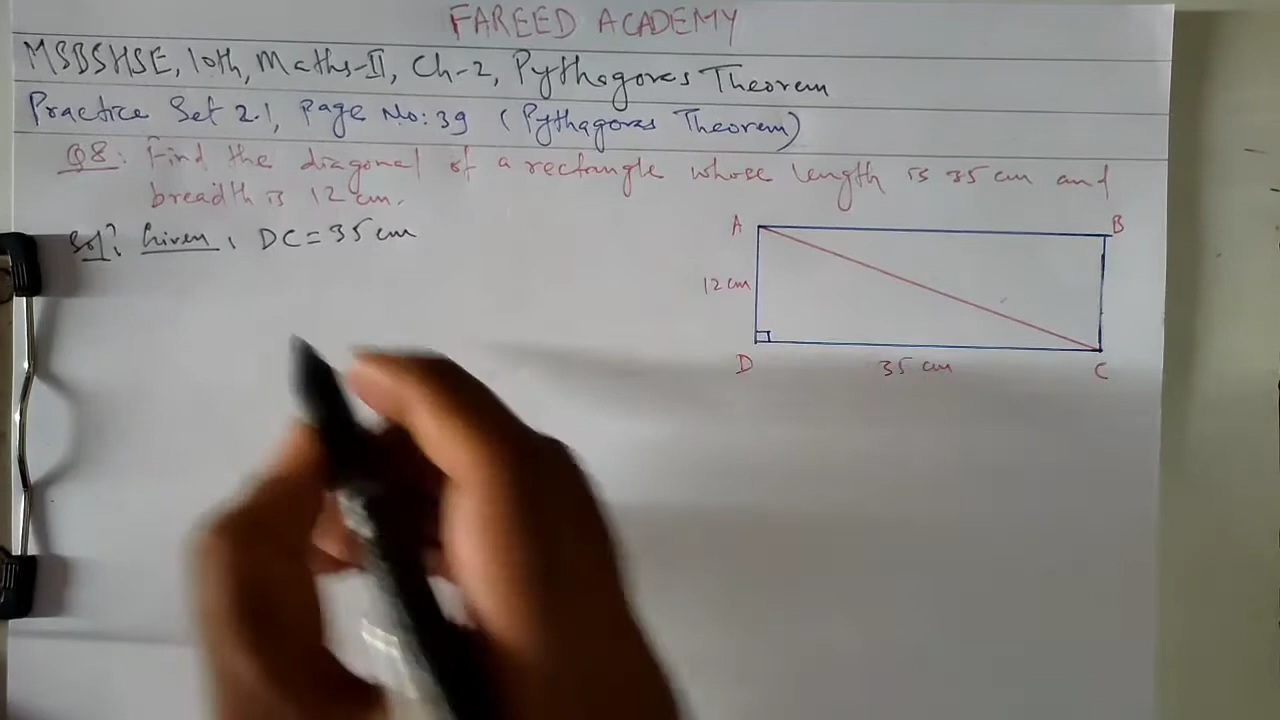 FAREED ACADEMY
MSBSHSE, 10th, Maths-II, Ch-2, Pythagoras Theorem
Practice Set 2.1, Page No: 39 (Pythagoras Theorem)
Q8: Find the diagonal of a rectangle whose length is 35 cm and
breadth is 12 cm.
Solⁿ: Given, DC = 35 cm
A
B
12 cm
D
35 cm
C